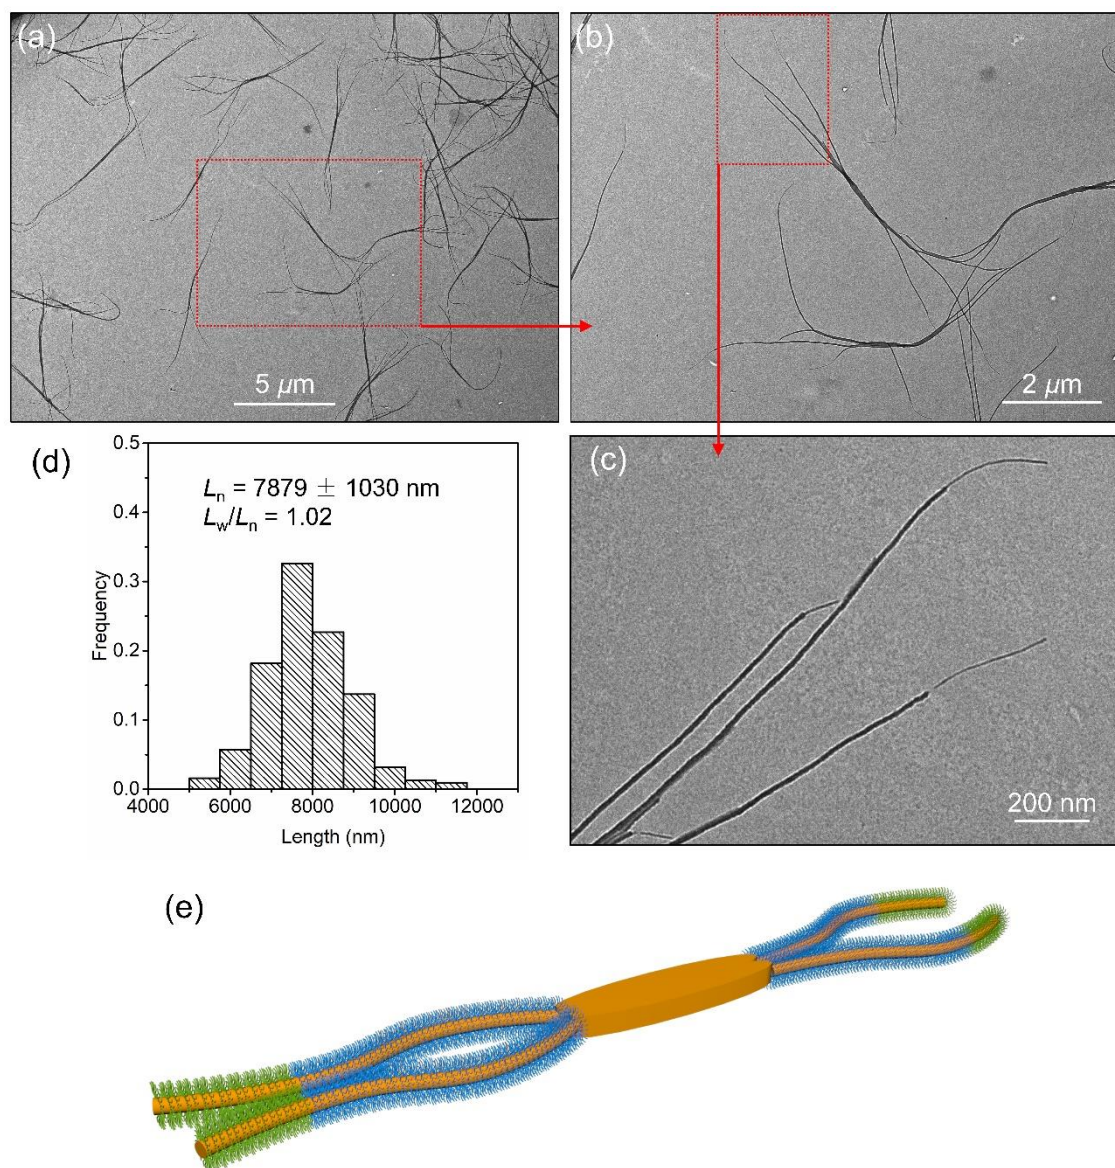 (a)
5 µm
(b)
2 µm
(d)
Ln = 7879 ± 1030 nm
Lw/Ln = 1.02
0.5
0.4
0.3
0.2
0.1
0.0
Frequency
4000 6000 8000 10000 12000
Length (nm)
(c)
200 nm
(e)